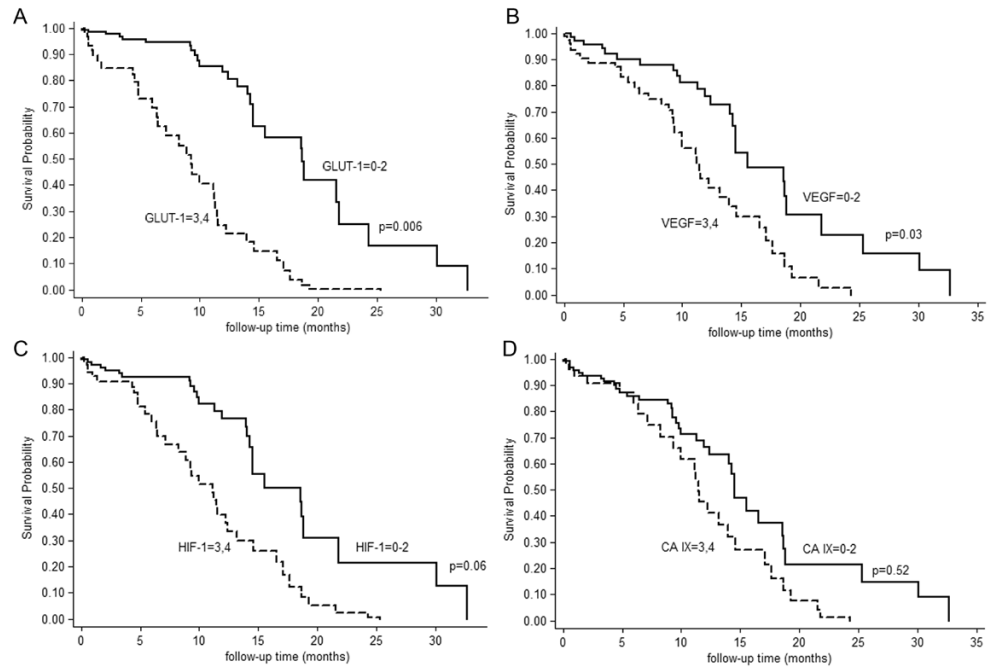 A
1.00
0.90
0.80
0.70
0.60
0.50
0.40
0.30
0.20
0.10
0.00
Survival Probability
GLUT-1=0-2
GLUT-1=3,4
p=0.006
0 5 10 15 20 25 30
follow-up time (months)
B
1.00
0.90
0.80
0.70
0.60
0.50
0.40
0.30
0.20
0.10
0.00
Survival Probability
VEGF=0-2
VEGF=3,4
p=0.03
0 5 10 15 20 25 30 35
follow-up time (months)
C
1.00
0.90
0.80
0.70
0.60
0.50
0.40
0.30
0.20
0.10
0.00
Survival Probability
HIF-1=3,4
HIF-1=0-2
p=0.06
0 5 10 15 20 25 30
follow-up time (months)
D
1.00
0.90
0.80
0.70
0.60
0.50
0.40
0.30
0.20
0.10
0.00
Survival Probability
CA IX=3,4
CA IX=0-2
p=0.52
0 5 10 15 20 25 30 35
follow-up time (months)